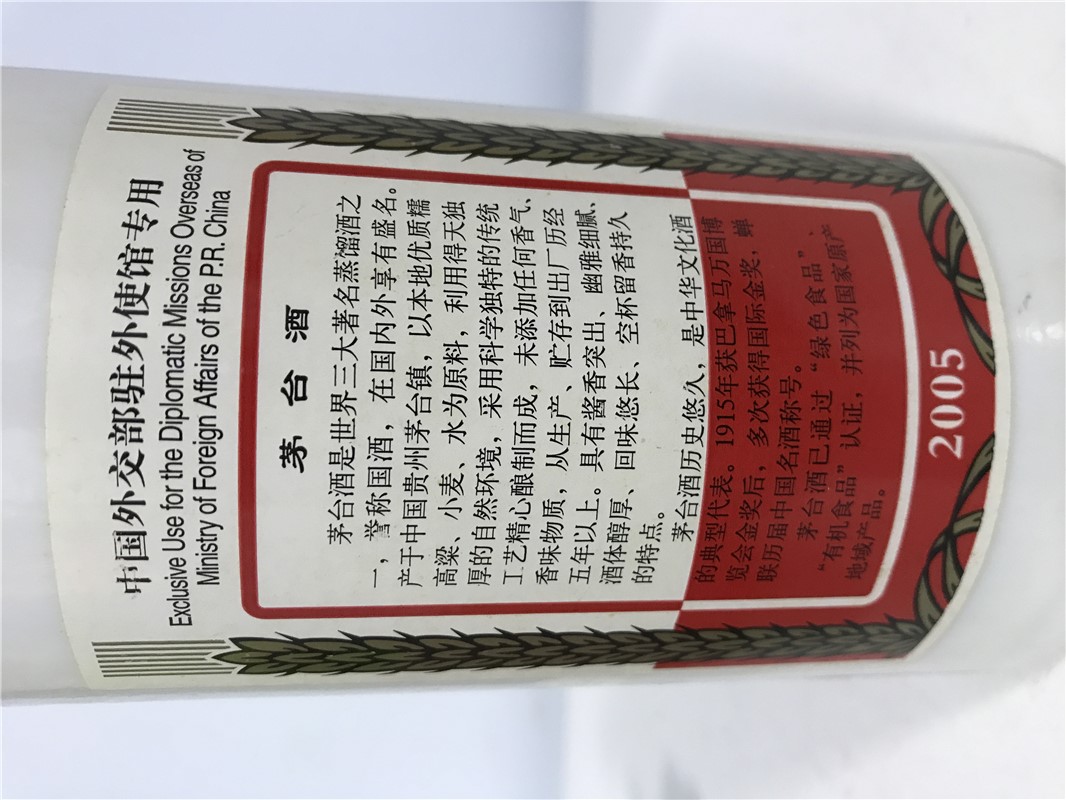 中国外交部驻外使馆专用
Exclusive Use for the Diplomatic Missions Overseas of
Ministry of Foreign Affairs of the P.R. China
茅台酒
茅台酒是世界三大著名蒸馏酒之
一，誉称国酒，在国内外享有盛名。
产于中国贵州茅台镇，以本地优质糯
高粱、小麦、水为原料，利用得天独
厚的自然环境，采用科学独特的传统
工艺精心酿制而成，未添加任何香气、
香味物质，从生产、贮存到出厂历经
五年以上。具有酱香突出、幽雅细腻、
酒体醇厚、回味悠长、空杯留香持久
的特点。
茅台酒历史悠久，是中华文化酒
的典型代表。1915年获巴拿马万国博
览会金奖后，多次获得国际金奖，蝉
联历届中国名酒称号。
茅台酒已通过“绿色食品”、
“有机食品”认证，并列为国家原产
地域产品。
2005